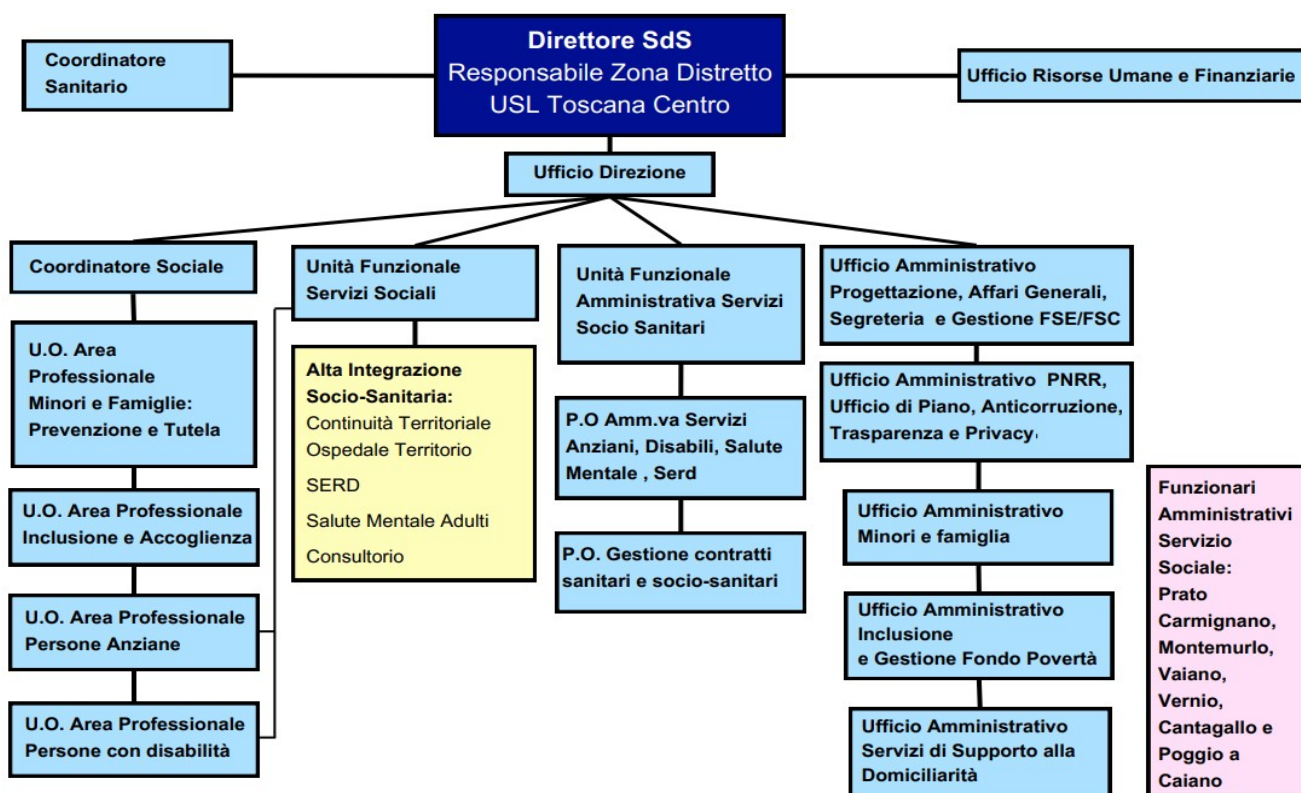 Coordinatore
Sanitario
Direttore SdS
Responsabile Zona Distretto
USL Toscana Centro
Ufficio Risorse Umane e Finanziarie
Ufficio Direzione
Coordinatore Sociale
U.O. Area
Professionale
Minori e Famiglie:
Prevenzione e Tutela
U.O. Area Professionale
Inclusione e Accoglienza
U.O. Area Professionale
Persone Anziane
U.O. Area Professionale
Persone con disabilità
Unità Funzionale
Servizi Sociali
Alta Integrazione
Socio-Sanitaria:
Continuità Territoriale
Ospedale Territorio
SERD
Salute Mentale Adulti
Consultorio
Unità Funzionale
Amministrativa Servizi
Socio Sanitari
P.O Amm.va Servizi
Anziani, Disabili, Salute
Mentale , Serd
P.O. Gestione contratti
sanitari e socio-sanitari
Ufficio Amministrativo
Progettazione, Affari Generali,
Segreteria e Gestione FSE/FSC
Ufficio Amministrativo PNRR,
Ufficio di Piano, Anticorruzione,
Trasparenza e Privacy.
Ufficio Amministrativo
Minori e famiglia
Ufficio Amministrativo
Inclusione
e Gestione Fondo Povertà
Ufficio Amministrativo
Servizi di Supporto alla
Domiciliarità
Funzionari
Amministrativi
Servizio
Sociale:
Prato
Carmignano,
Montemurlo,
Vaiano,
Vernio,
Cantagallo e
Poggio a
Caiano